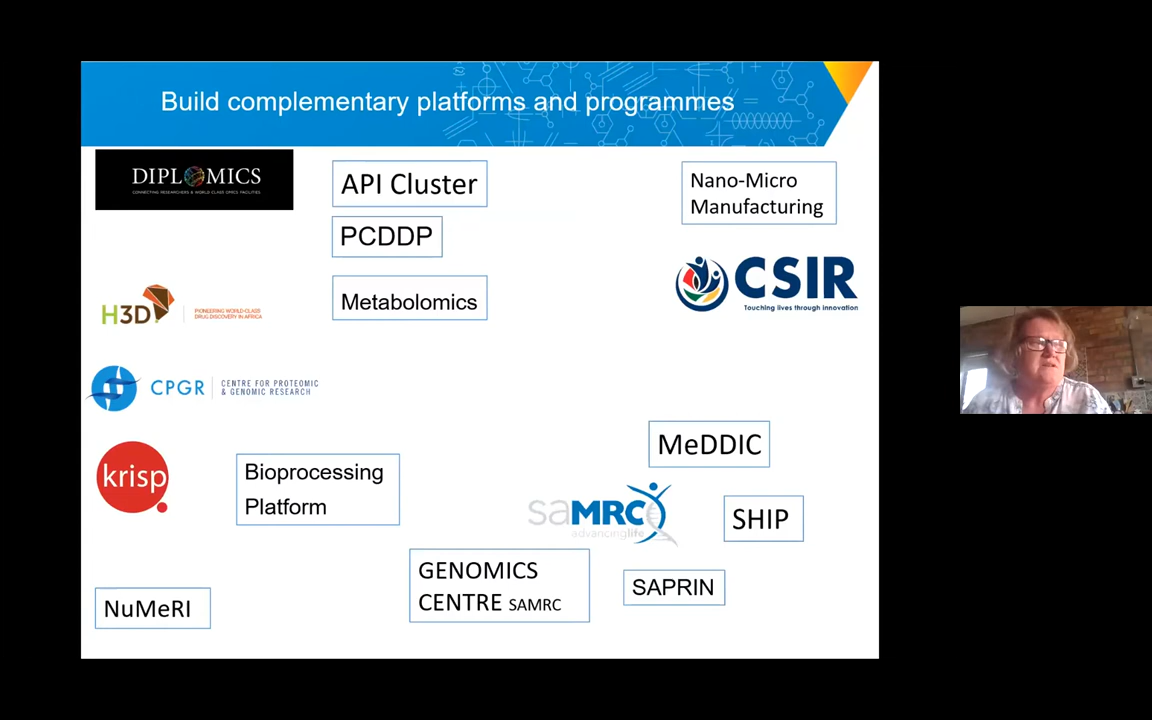 Build complementary platforms and programmes
DIPLOMICS
CONNECTING RESEARCHERS & WORLD CLASS OMICS FACILITIES
API Cluster
Nano-Micro
Manufacturing
PCDDP
CSIR
Touching lives through innovation
Metabolomics
H3D
PIONEERING WORLD-CLASS
DRUG DISCOVERY IN AFRICA
CPGR
CENTRE FOR PROTEOMIC
& GENOMIC RESEARCH
MeDDIC
krisp
Bioprocessing
Platform
saMRC
advancinglife
SHIP
GENOMICS
CENTRE SAMRC
SAPRIN
NuMeRI